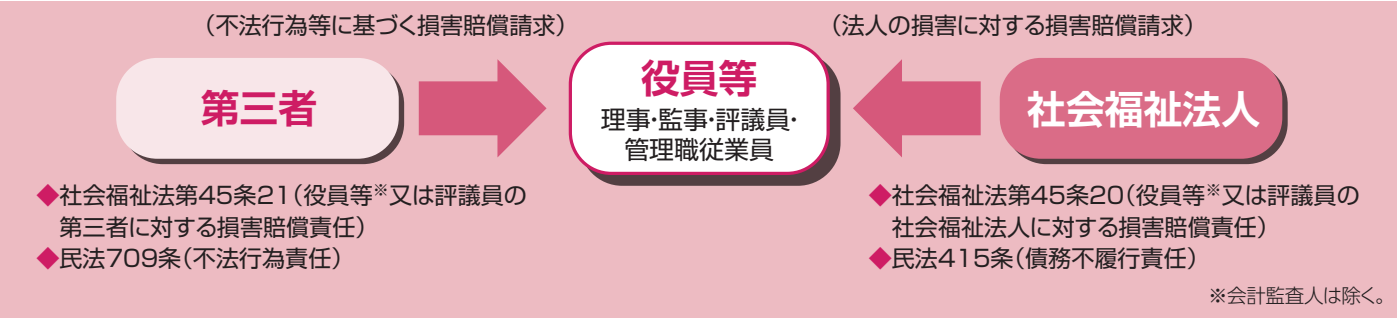 （不法行為等に基づく損害賠償請求）
（法人の損害に対する損害賠償請求）
第三者
役員等
理事・監事・評議員・
管理職従業員
社会福祉法人
◆社会福祉法第45条21（役員等※又は評議員の
第三者に対する損害賠償責任）
◆民法709条（不法行為責任）
◆社会福祉法第45条20（役員等※又は評議員の
社会福祉法人に対する損害賠償責任）
◆民法415条（債務不履行責任）
※会計監査人は除く。